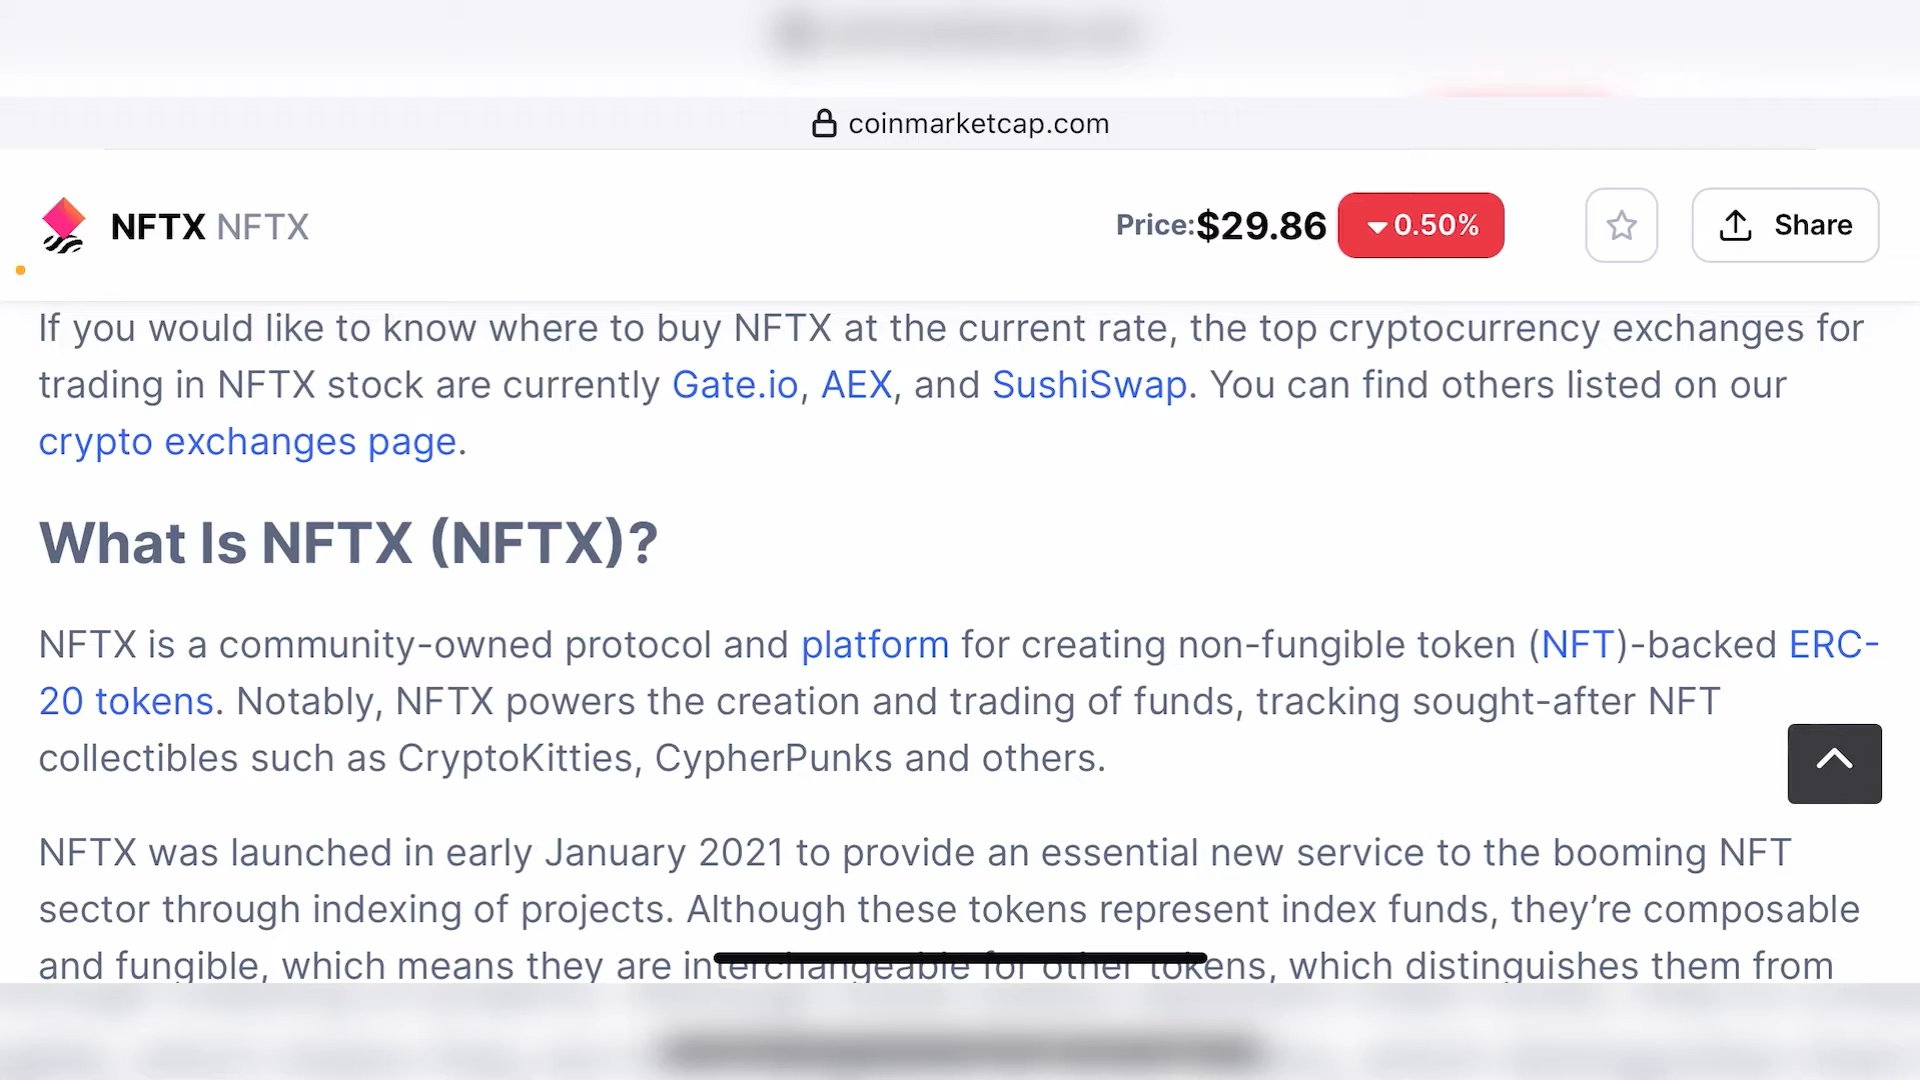 coinmarketcap.com
NFTX NFTX
Price:$29.86 0.50%
Share
If you would like to know where to buy NFTX at the current rate, the top cryptocurrency exchanges for
trading in NFTX stock are currently Gate.io, AEX, and SushiSwap. You can find others listed on our
crypto exchanges page.
What Is NFTX (NFTX)?
NFTX is a community-owned protocol and platform for creating non-fungible token (NFT)-backed ERC-
20 tokens. Notably, NFTX powers the creation and trading of funds, tracking sought-after NFT
collectibles such as CryptoKitties, CypherPunks and others.
NFTX was launched in early January 2021 to provide an essential new service to the booming NFT
sector through indexing of projects. Although these tokens represent index funds, they’re composable
and fungible, which means they are interchangeable for other tokens, which distinguishes them from